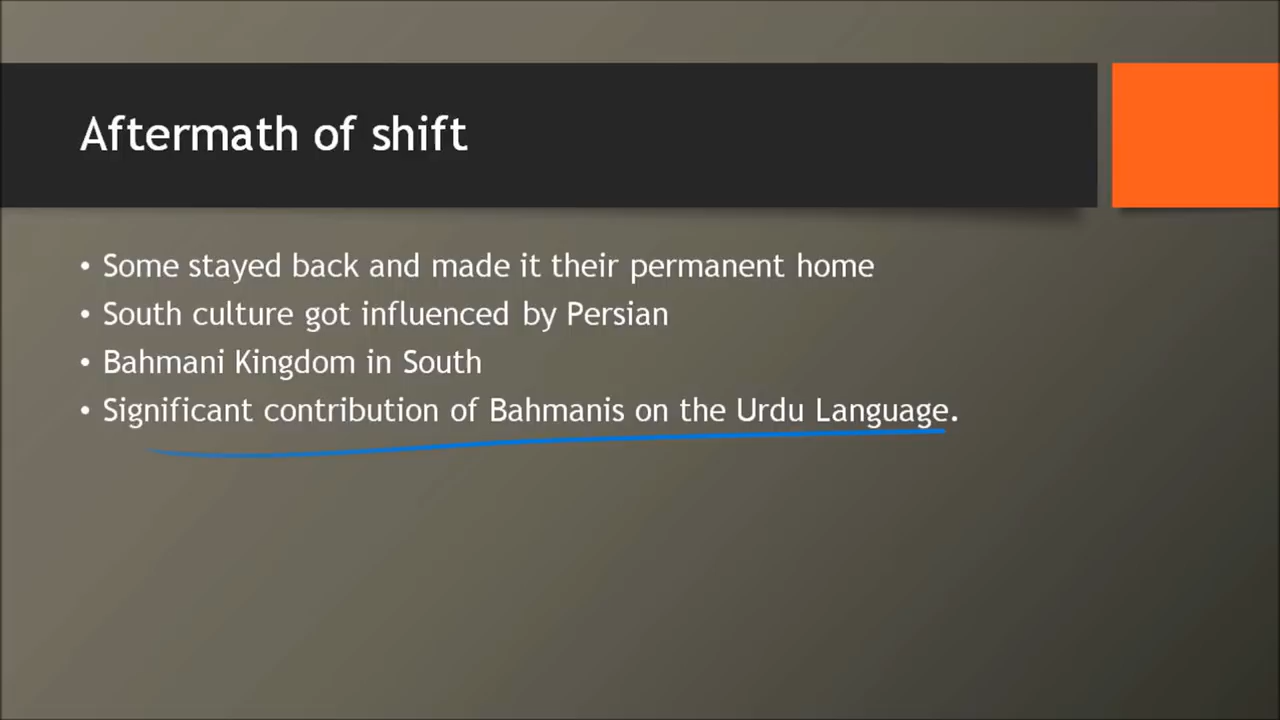 Aftermath of shift
• Some stayed back and made it their permanent home
• South culture got influenced by Persian
• Bahmani Kingdom in South
• Significant contribution of Bahmanis on the Urdu Language.